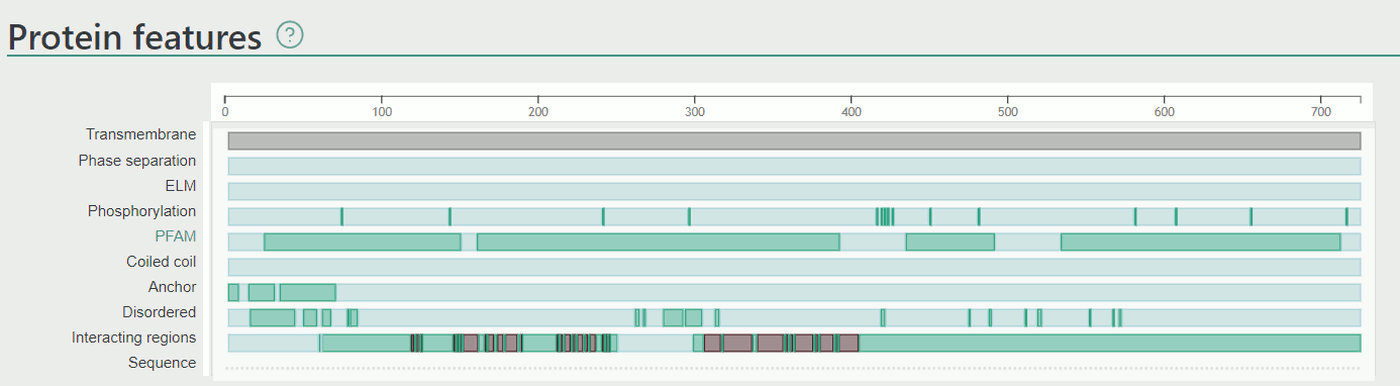 Protein features ?
0 100 200 300 400 500 600 700
Transmembrane
Phase separation
ELM
Phosphorylation
PFAM
Coiled coil
Anchor
Disordered
Interacting regions
Sequence